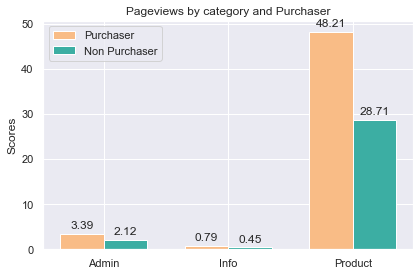 Pageviews by category and Purchaser
Purchaser
Non Purchaser
Scores
50
40
30
20
10
0
3.39
2.12
0.79
0.45
48.21
28.71
Admin
Info
Product